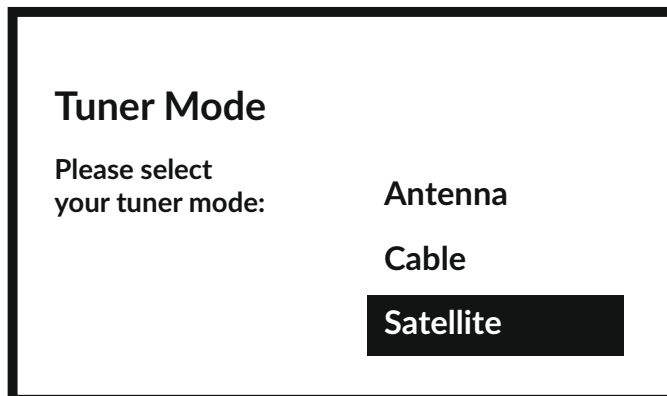 Tuner Mode
Please select
your tuner mode:
Antenna
Cable
Satellite